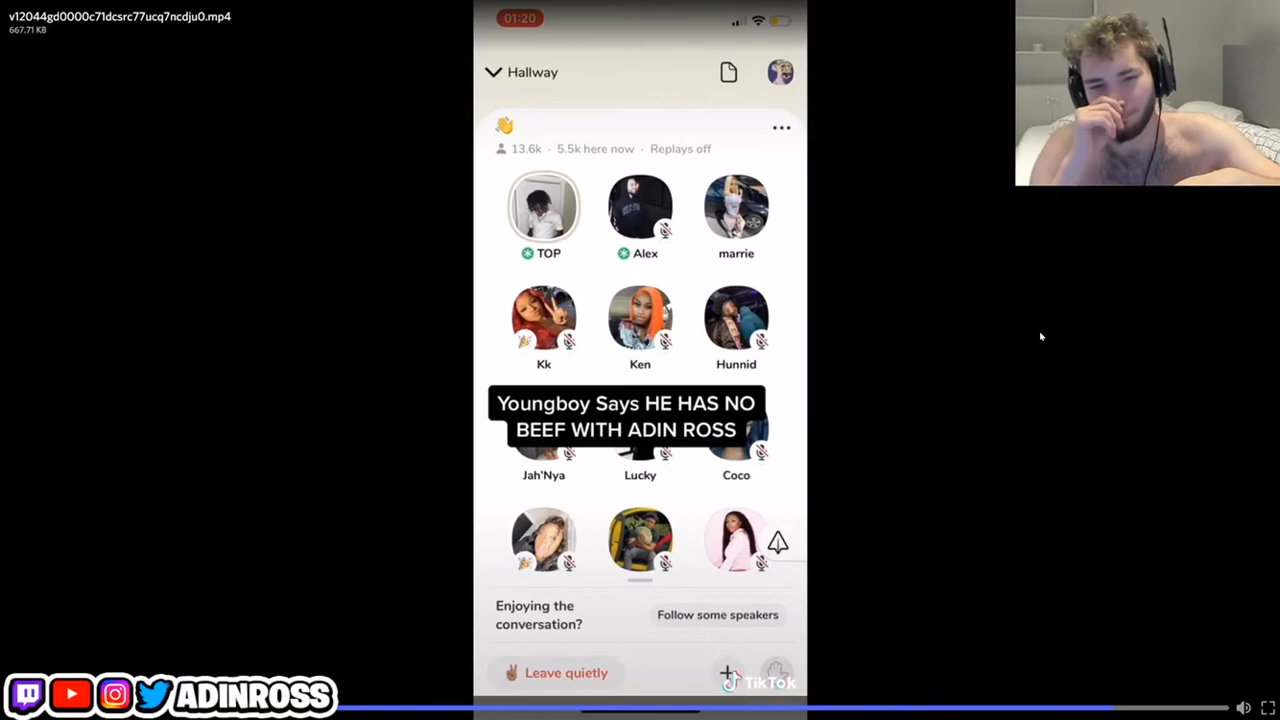 v12044gd0000c71dcsrc77ucq7ncdju0.mp4
667.71 KB
01:20
Hallway
13.6k · 5.5k here now · Replays off
TOP Alex marrie
Kk Ken Hunnid
Youngboy Says HE HAS NO
BEEF WITH ADIN ROSS
Jah'Nya Lucky Coco
Enjoying the
conversation?
Follow some speakers
Leave quietly
TikTok
ADINROSS